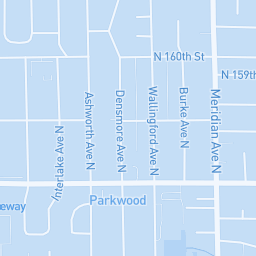 N 160th St
N 159th
Interlake Ave N
Ashworth Ave N
Densmore Ave N
Wallingford Ave N
Burke Ave N
Meridian Ave N
Parkwood
eway